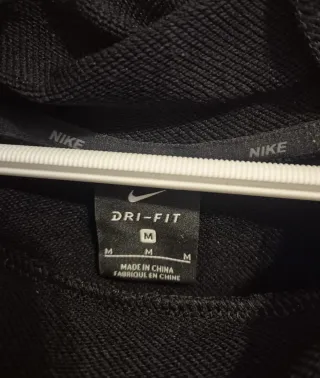 NIKE NIKE
DRI-FIT
M
M M M
MADE IN CHINA
FABRIQUÉ EN CHINE